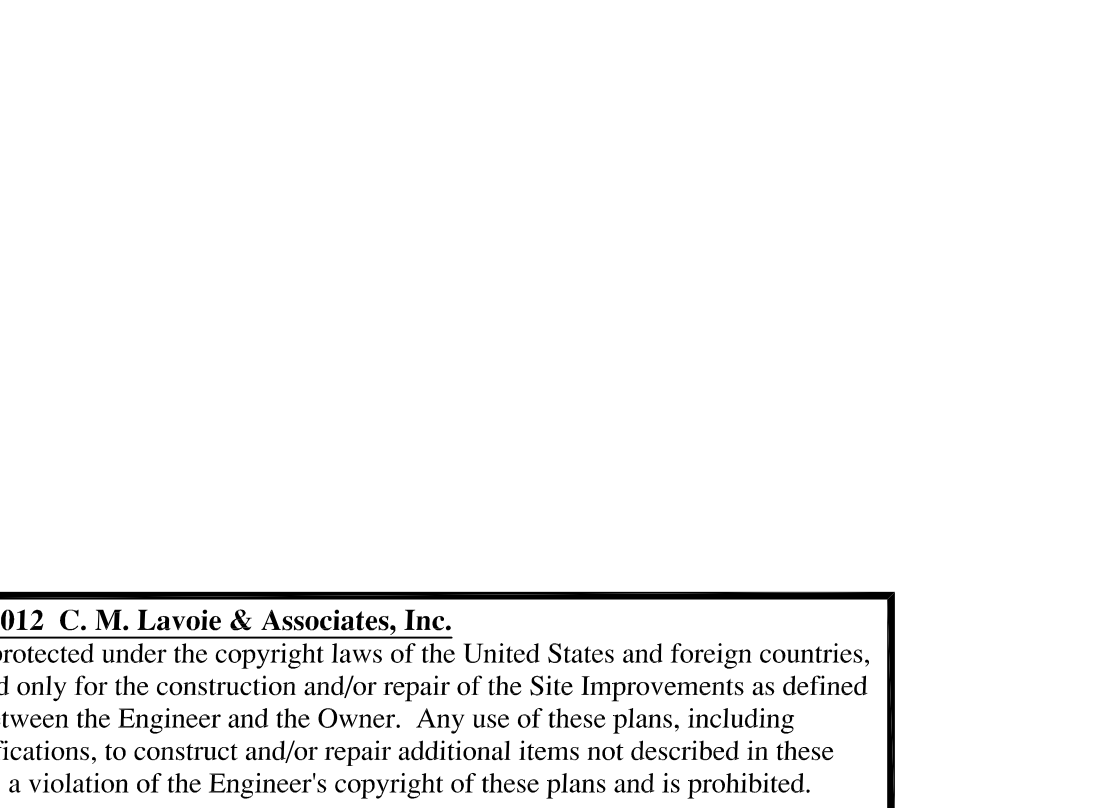 012 C. M. Lavoie & Associates, Inc.
rotected under the copyright laws of the United States and foreign countries,
d only for the construction and/or repair of the Site Improvements as defined
tween the Engineer and the Owner. Any use of these plans, including
fications, to construct and/or repair additional items not described in these
a violation of the Engineer's copyright of these plans and is prohibited.